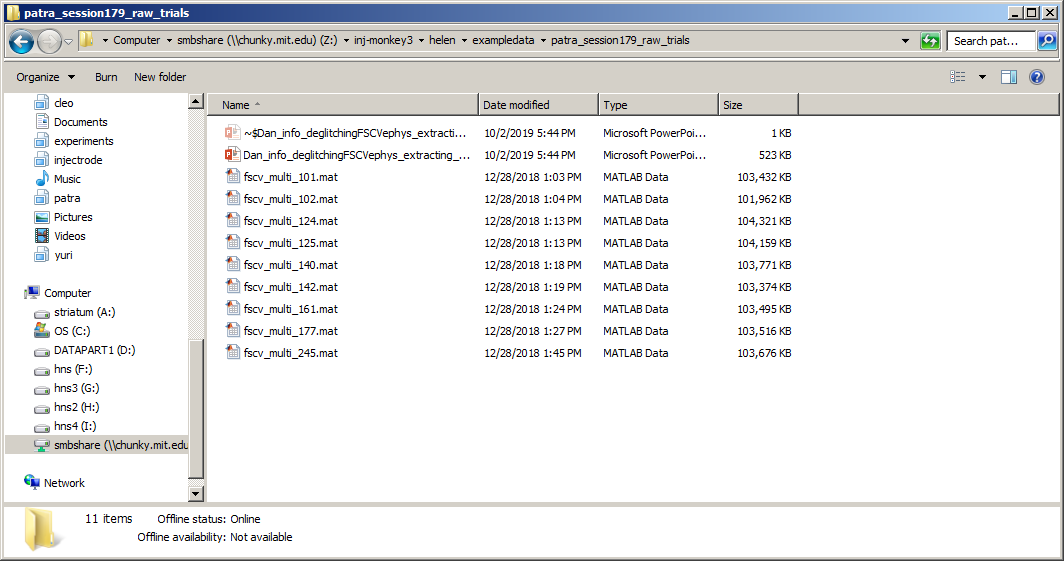 patra_session179_raw_trials
Computer smbshare (\\chunky.mit.edu) (Z:) inj-monkey3 helen exampledata patra_session179_raw_trials Search pat...
Organize Burn New folder
cleo
Documents
experiments
injectrode
Music
patra
Pictures
Videos
yuri
Computer
striatum (A:)
OS (C:)
DATAPART1 (D:)
hns (F:)
hns3 (G:)
hns2 (H:)
hns4 (I:)
smbshare (\\chunky.mit.edu
Network
Name Date modified Type Size
~$Dan_info_deglitchingFSCVephys_extracti... 10/2/2019 5:44 PM Microsoft PowerPoi... 1 KB
Dan_info_deglitchingFSCVephys_extracting_... 10/2/2019 5:44 PM Microsoft PowerPoi... 523 KB
fscv_multi_101.mat 12/28/2018 1:03 PM MATLAB Data 103,432 KB
fscv_multi_102.mat 12/28/2018 1:04 PM MATLAB Data 101,962 KB
fscv_multi_124.mat 12/28/2018 1:13 PM MATLAB Data 104,321 KB
fscv_multi_125.mat 12/28/2018 1:13 PM MATLAB Data 104,159 KB
fscv_multi_140.mat 12/28/2018 1:18 PM MATLAB Data 103,771 KB
fscv_multi_142.mat 12/28/2018 1:19 PM MATLAB Data 103,374 KB
fscv_multi_161.mat 12/28/2018 1:24 PM MATLAB Data 103,495 KB
fscv_multi_177.mat 12/28/2018 1:27 PM MATLAB Data 103,516 KB
fscv_multi_245.mat 12/28/2018 1:45 PM MATLAB Data 103,676 KB
11 items Offline status: Online
Offline availability: Not available